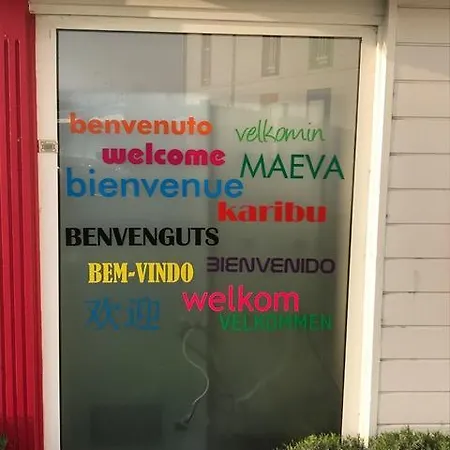 benvenuto
velkomin
welcome
MAEVA
bienvenue
karibu
BENVENGUTS
BIENVENIDO
BEM-VINDO
welkom
欢迎
VELKOMMEN